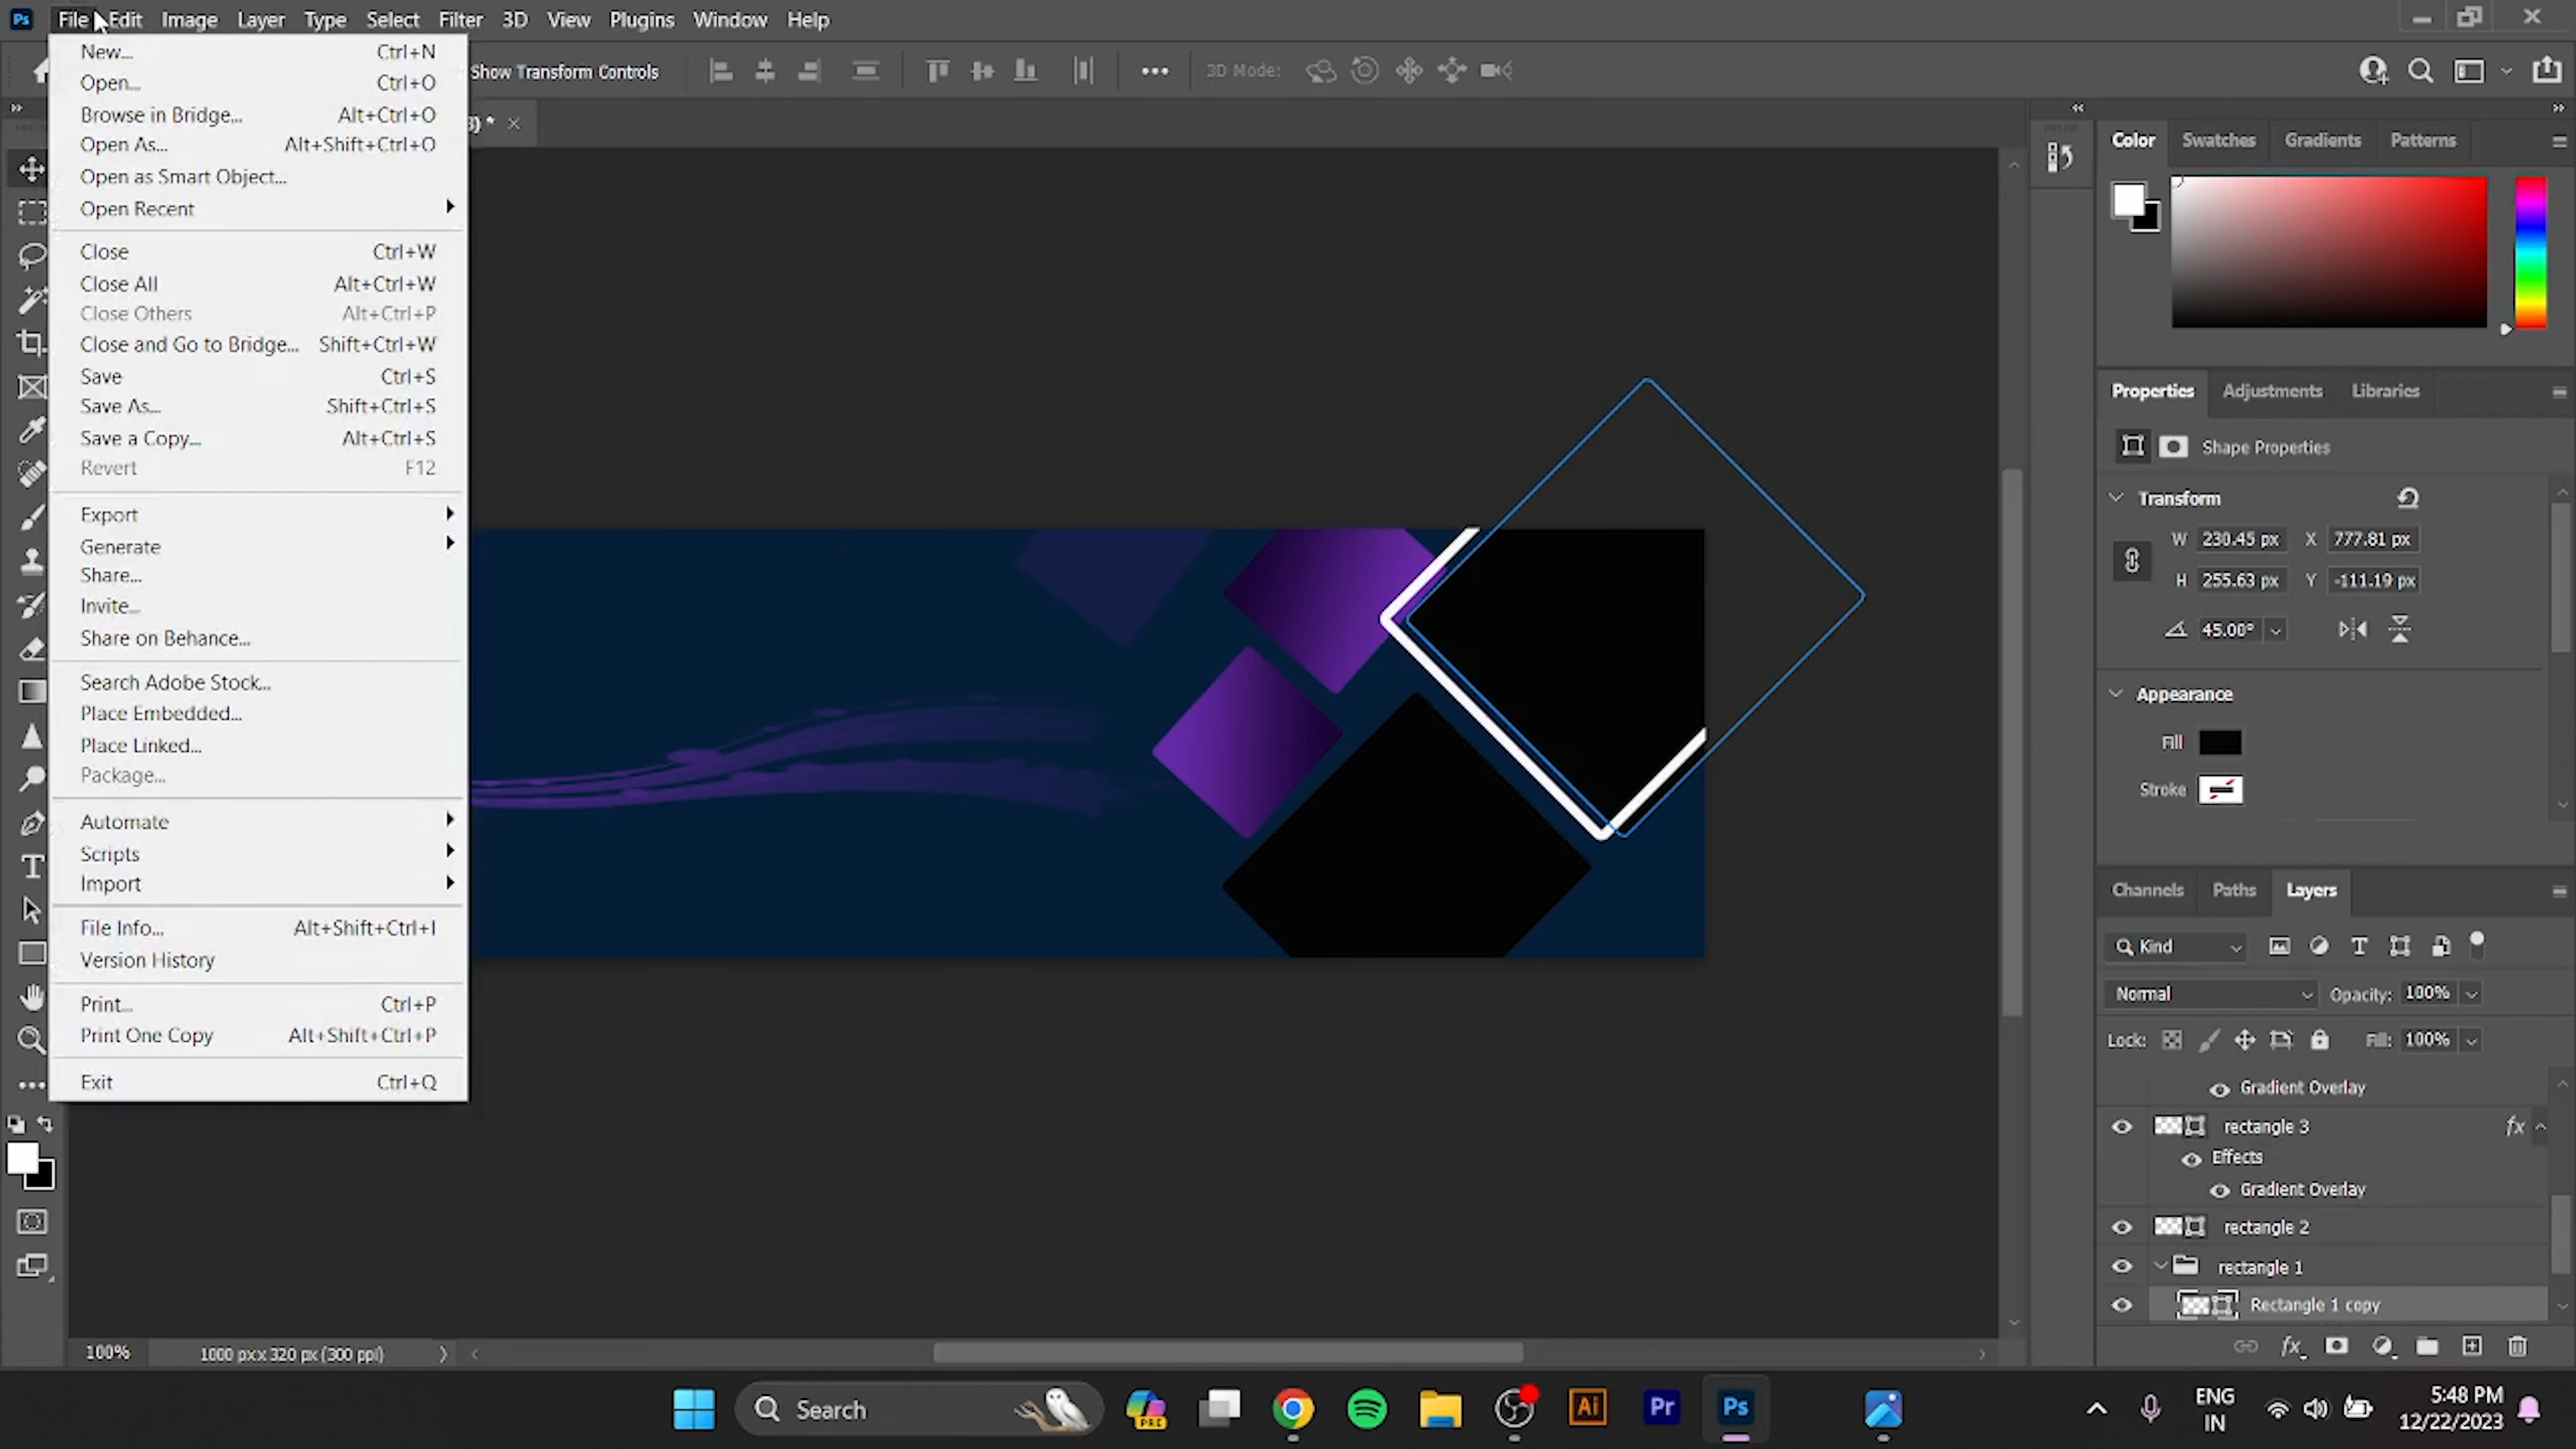 Ps File Edit Image Layer Type Select Filter 3D View Plugins Window Help
Show Transform Controls 3D Mode:
New... Ctrl+N
Open... Ctrl+O
Browse in Bridge... Alt+Ctrl+O
Open As... Alt+Shift+Ctrl+O
Open as Smart Object...
Open Recent
Close Ctrl+W
Close All Alt+Ctrl+W
Close Others Alt+Ctrl+P
Close and Go to Bridge... Shift+Ctrl+W
Save Ctrl+S
Save As... Shift+Ctrl+S
Save a Copy... Alt+Ctrl+S
Revert F12
Export
Generate
Share...
Invite...
Share on Behance...
Search Adobe Stock...
Place Embedded...
Place Linked...
Package...
Automate
Scripts
Import
File Info... Alt+Shift+Ctrl+I
Version History
Print... Ctrl+P
Print One Copy Alt+Shift+Ctrl+P
Exit Ctrl+Q
) *
Color Swatches Gradients Patterns
Properties Adjustments Libraries
Shape Properties
Transform
W 230.45 px X 777.81 px
H 255.63 px Y -111.19 px
45.00°
Appearance
Fill
Stroke
Channels Paths Layers
Kind
Normal Opacity: 100%
Lock: Fill: 100%
Gradient Overlay
rectangle 3 fx
Effects
Gradient Overlay
rectangle 2
rectangle 1
Rectangle 1 copy
fx
100% 1000 px x 320 px (300 ppi)
Search PRE Ai Pr Ps
ENG
IN
5:48 PM
12/22/2023